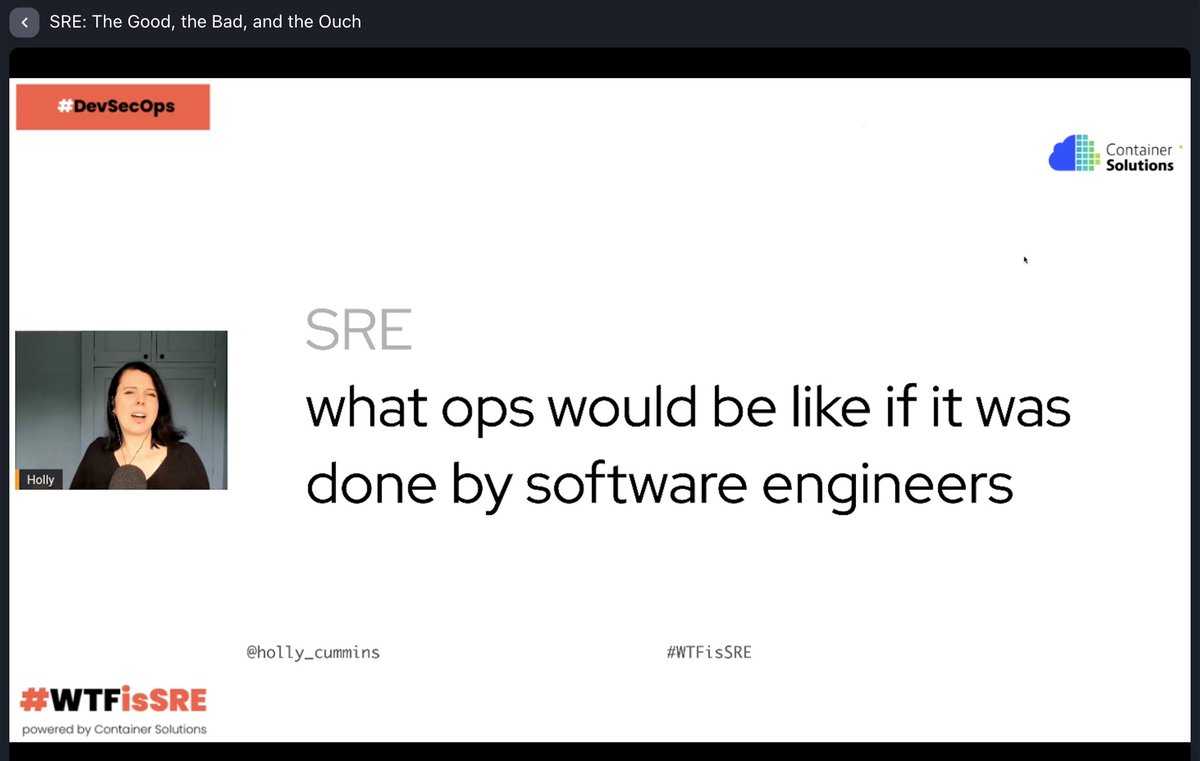 SRE: The Good, the Bad, and the Ouch
#DevSecOps
Container
Solutions
SRE
what ops would be like if it was
done by software engineers
Holly
@holly_cummins
#WTFisSRE
#WTFisSRE
powered by Container Solutions